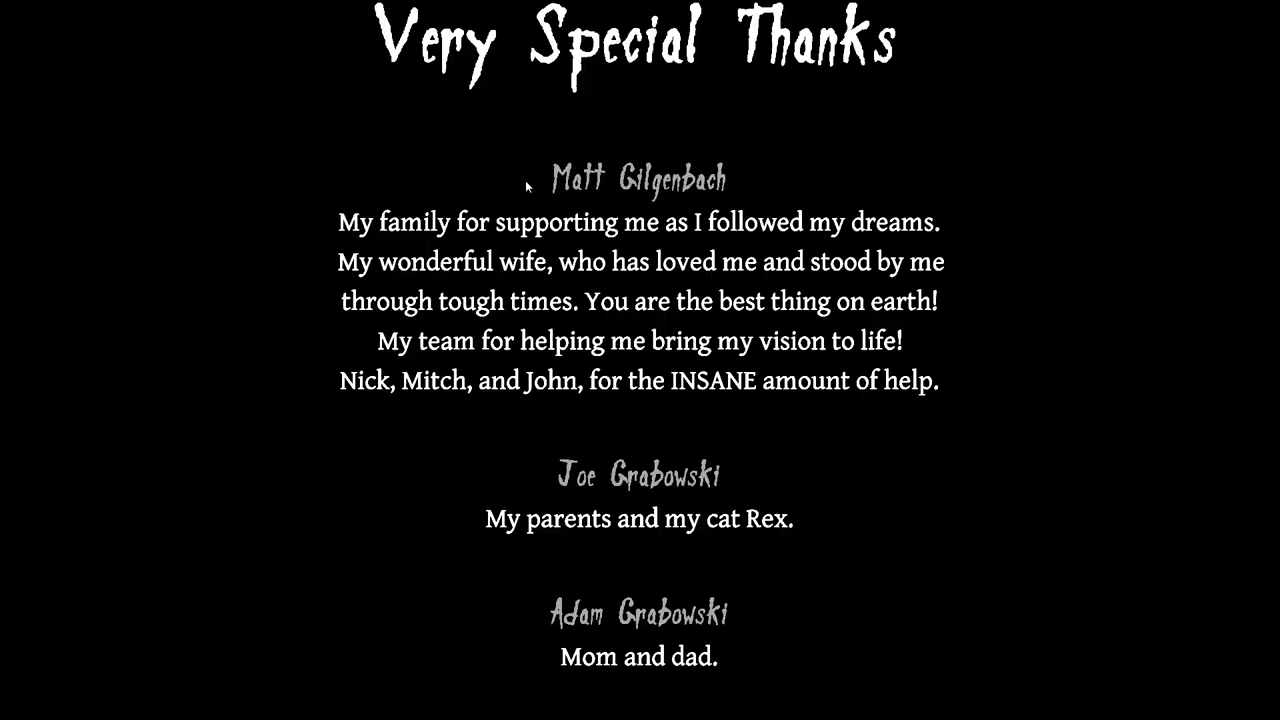 Very Special Thanks
Matt Gilgenbach
My family for supporting me as I followed my dreams.
My wonderful wife, who has loved me and stood by me
through tough times. You are the best thing on earth!
My team for helping me bring my vision to life!
Nick, Mitch, and John, for the INSANE amount of help.
Joe Grabowski
My parents and my cat Rex.
Adam Grabowski
Mom and dad.